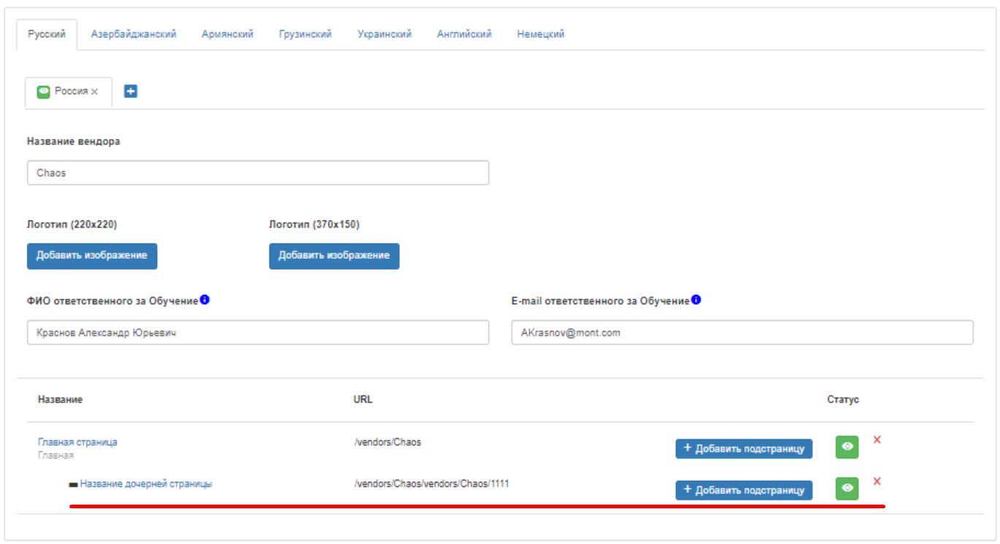 Русский Азербайджанский Армянский Грузинский Украинский Английский Немецкий
Россия ×
Название вендора
Chaos
Логотип (220x220) Логотип (370x150)
Добавить изображение Добавить изображение
ФИО ответственного за Обучение E-mail ответственного за Обучение
Краснов Александр Юрьевич AKrasnov@mont.com
Название URL Статус
Главная страница /vendors/Chaos + Добавить подстраницу ×
Главная
Название дочерней страницы /vendors/Chaos/vendors/Chaos/1111 + Добавить подстраницу ×